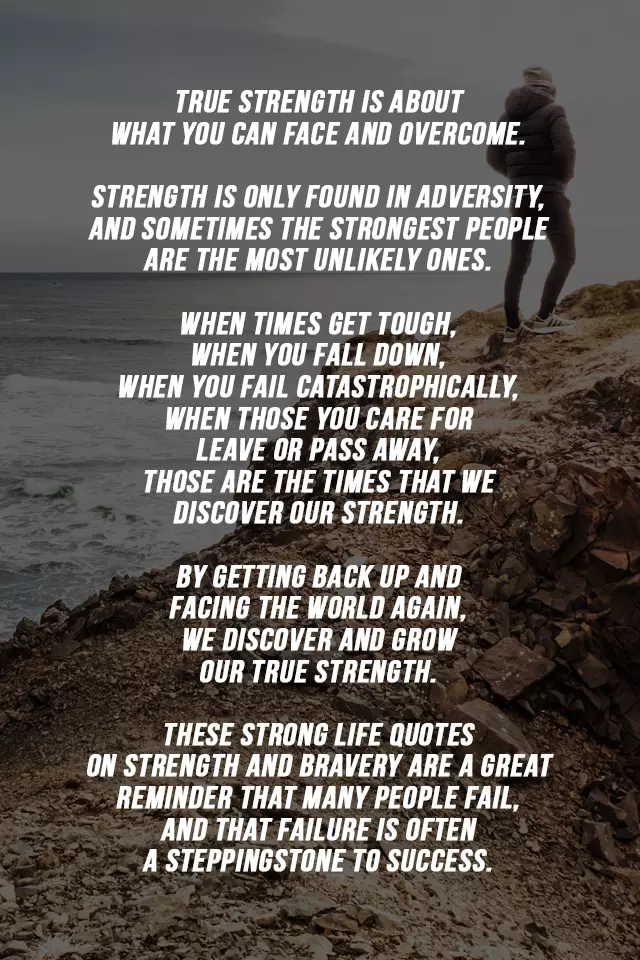 TRUE STRENGTH IS ABOUT
WHAT YOU CAN FACE AND OVERCOME.
STRENGTH IS ONLY FOUND IN ADVERSITY,
AND SOMETIMES THE STRONGEST PEOPLE
ARE THE MOST UNLIKELY ONES.
WHEN TIMES GET TOUGH,
WHEN YOU FALL DOWN,
WHEN YOU FAIL CATASTROPHICALLY,
WHEN THOSE YOU CARE FOR
LEAVE OR PASS AWAY,
THOSE ARE THE TIMES THAT WE
DISCOVER OUR STRENGTH.
BY GETTING BACK UP AND
FACING THE WORLD AGAIN,
WE DISCOVER AND GROW
OUR TRUE STRENGTH.
THESE STRONG LIFE QUOTES
ON STRENGTH AND BRAVERY ARE A GREAT
REMINDER THAT MANY PEOPLE FAIL,
AND THAT FAILURE IS OFTEN
A STEPPINGSTONE TO SUCCESS.